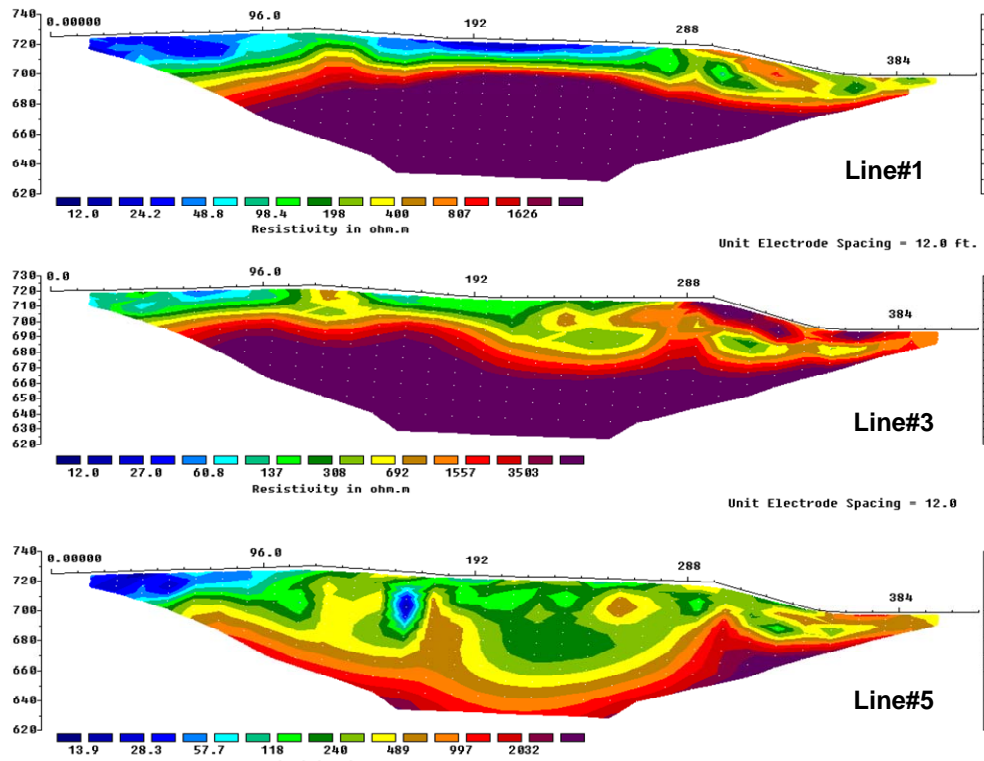 740
0.00000 96.0 192 288 384
720
700
680
660
640
620
Line#1
12.0 24.2 48.8 98.4 198 400 807 1626
Resistivity in ohm.m
Unit Electrode Spacing = 12.0 ft.
730
0.0 96.0 192 288 384
720
710
700
690
680
670
660
650
640
630
620
Line#3
12.0 27.0 60.8 137 308 692 1557 3503
Resistivity in ohm.m
Unit Electrode Spacing = 12.0
740
0.00000 96.0 192 288 384
720
700
680
660
640
620
Line#5
13.9 28.3 57.7 118 240 489 997 2032